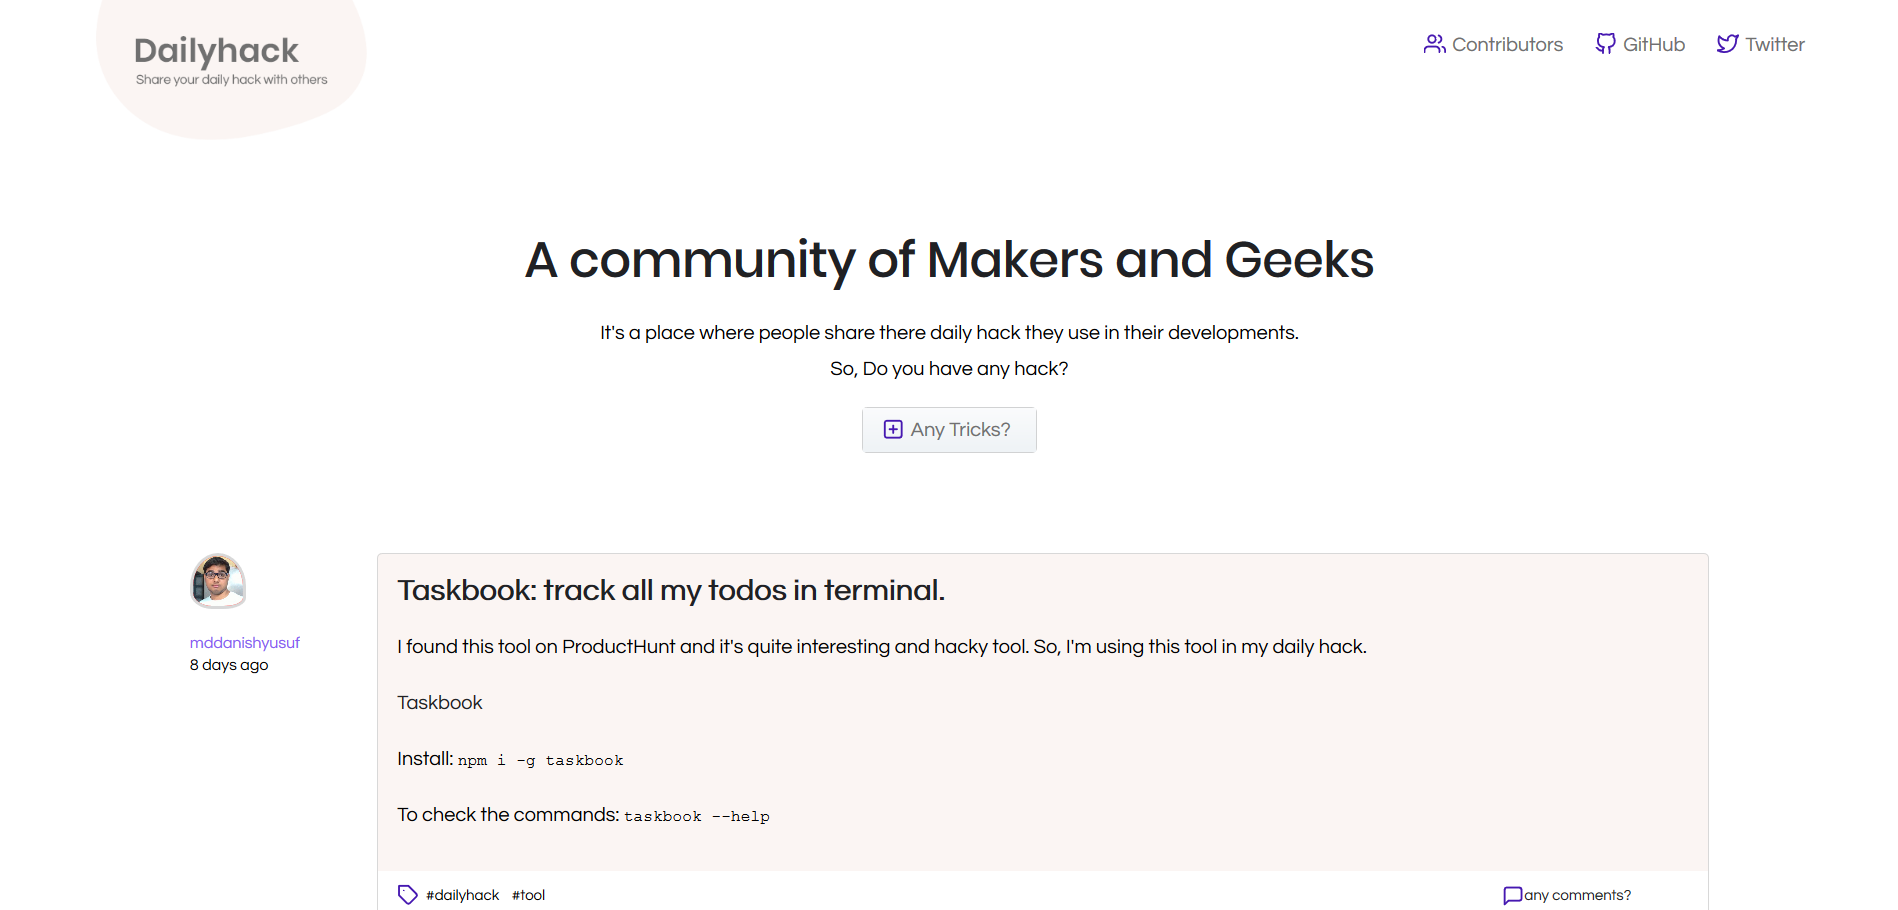 Dailyhack
Share your daily hack with others
Contributors
GitHub
Twitter
A community of Makers and Geeks
It's a place where people share there daily hack they use in their developments.
So, Do you have any hack?
Any Tricks?
mddanishyusuf
8 days ago
Taskbook: track all my todos in terminal.
I found this tool on ProductHunt and it's quite interesting and hacky tool. So, I'm using this tool in my daily hack.
Taskbook
Install: npm i -g taskbook
To check the commands: taskbook --help
#dailyhack #tool
any comments?